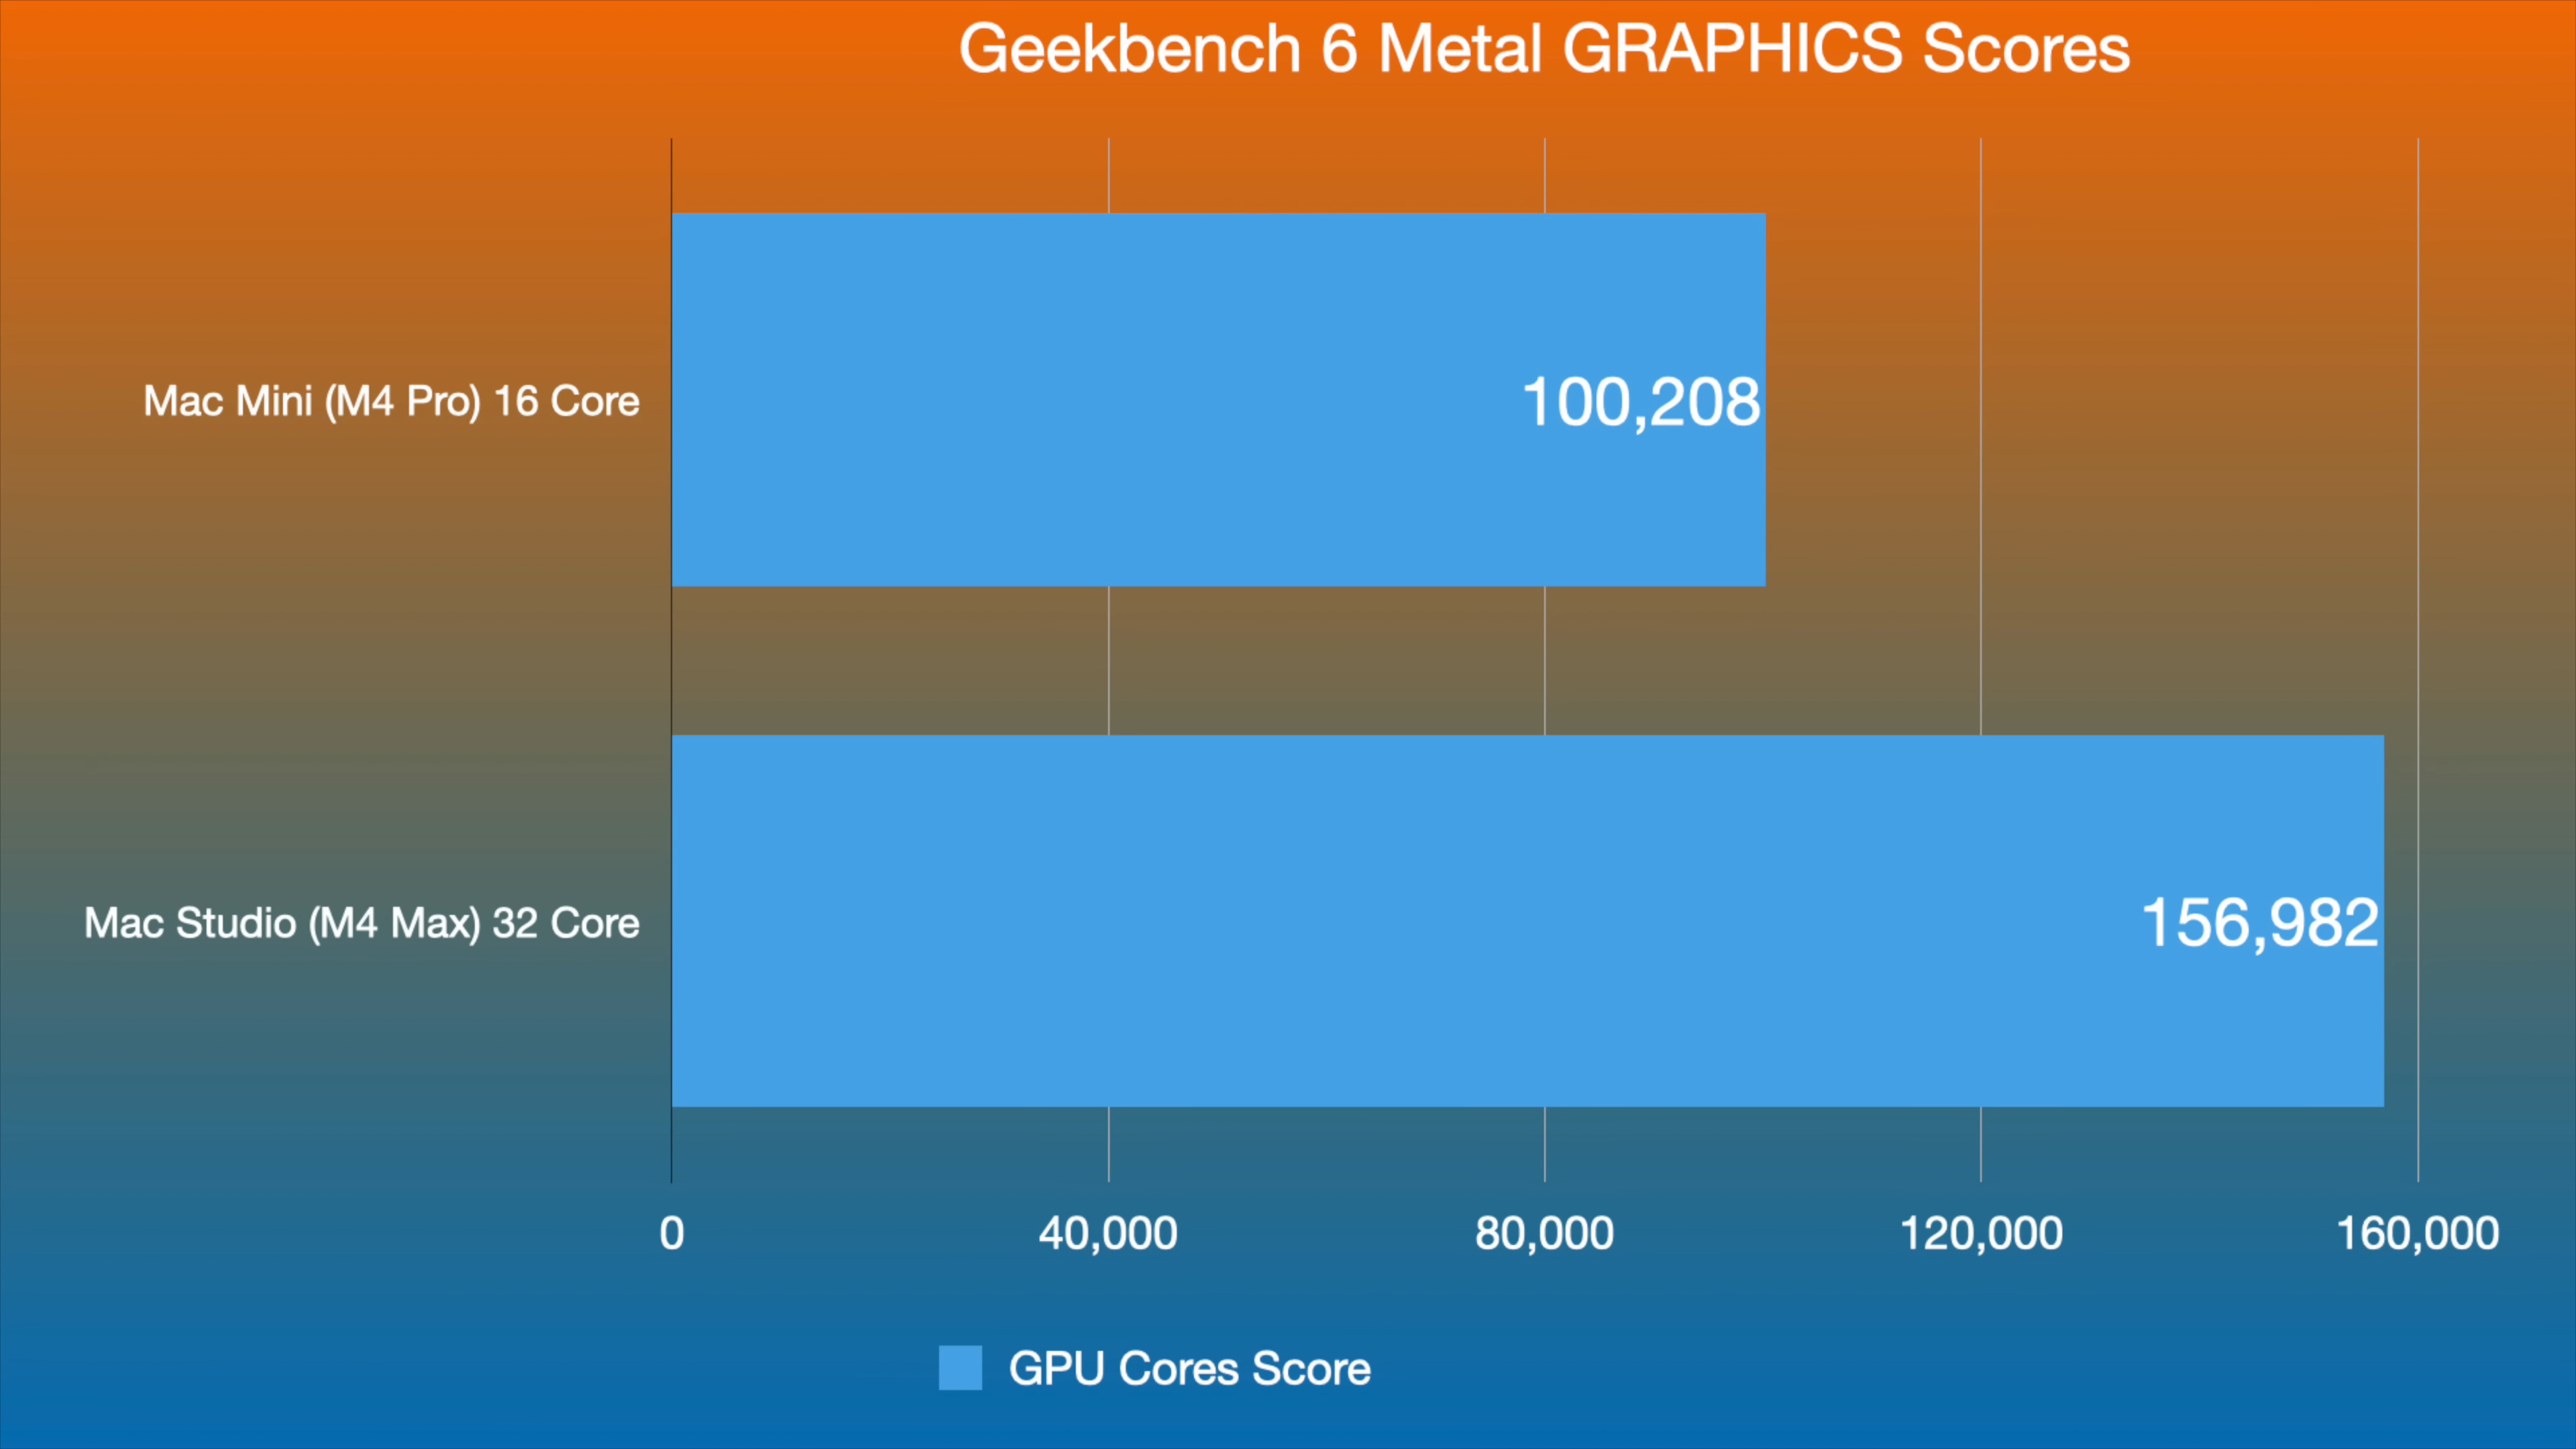 Geekbench 6 Metal GRAPHICS Scores
Mac Mini (M4 Pro) 16 Core
100,208
Mac Studio (M4 Max) 32 Core
156,982
0 40,000 80,000 120,000 160,000
GPU Cores Score